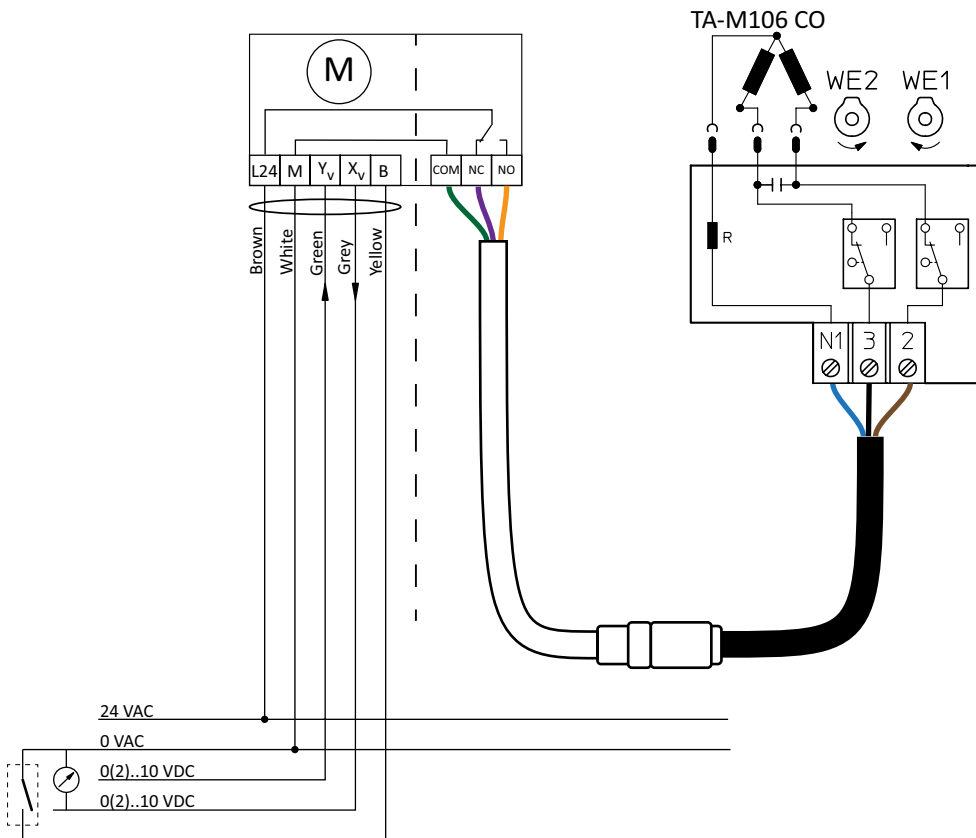 TA-M106 CO
M
WE2 WE1
L24 M Yv Xv B COM NC NO
R
Brown
White
Green
Grey
Yellow
N1 3 2
24 VAC
0 VAC
0(2)..10 VDC
0(2)..10 VDC